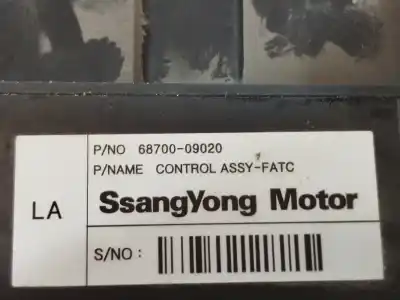 P/NO 68700-09020
P/NAME CONTROL ASSY-FATC
LA
SsangYong Motor
S/NO :